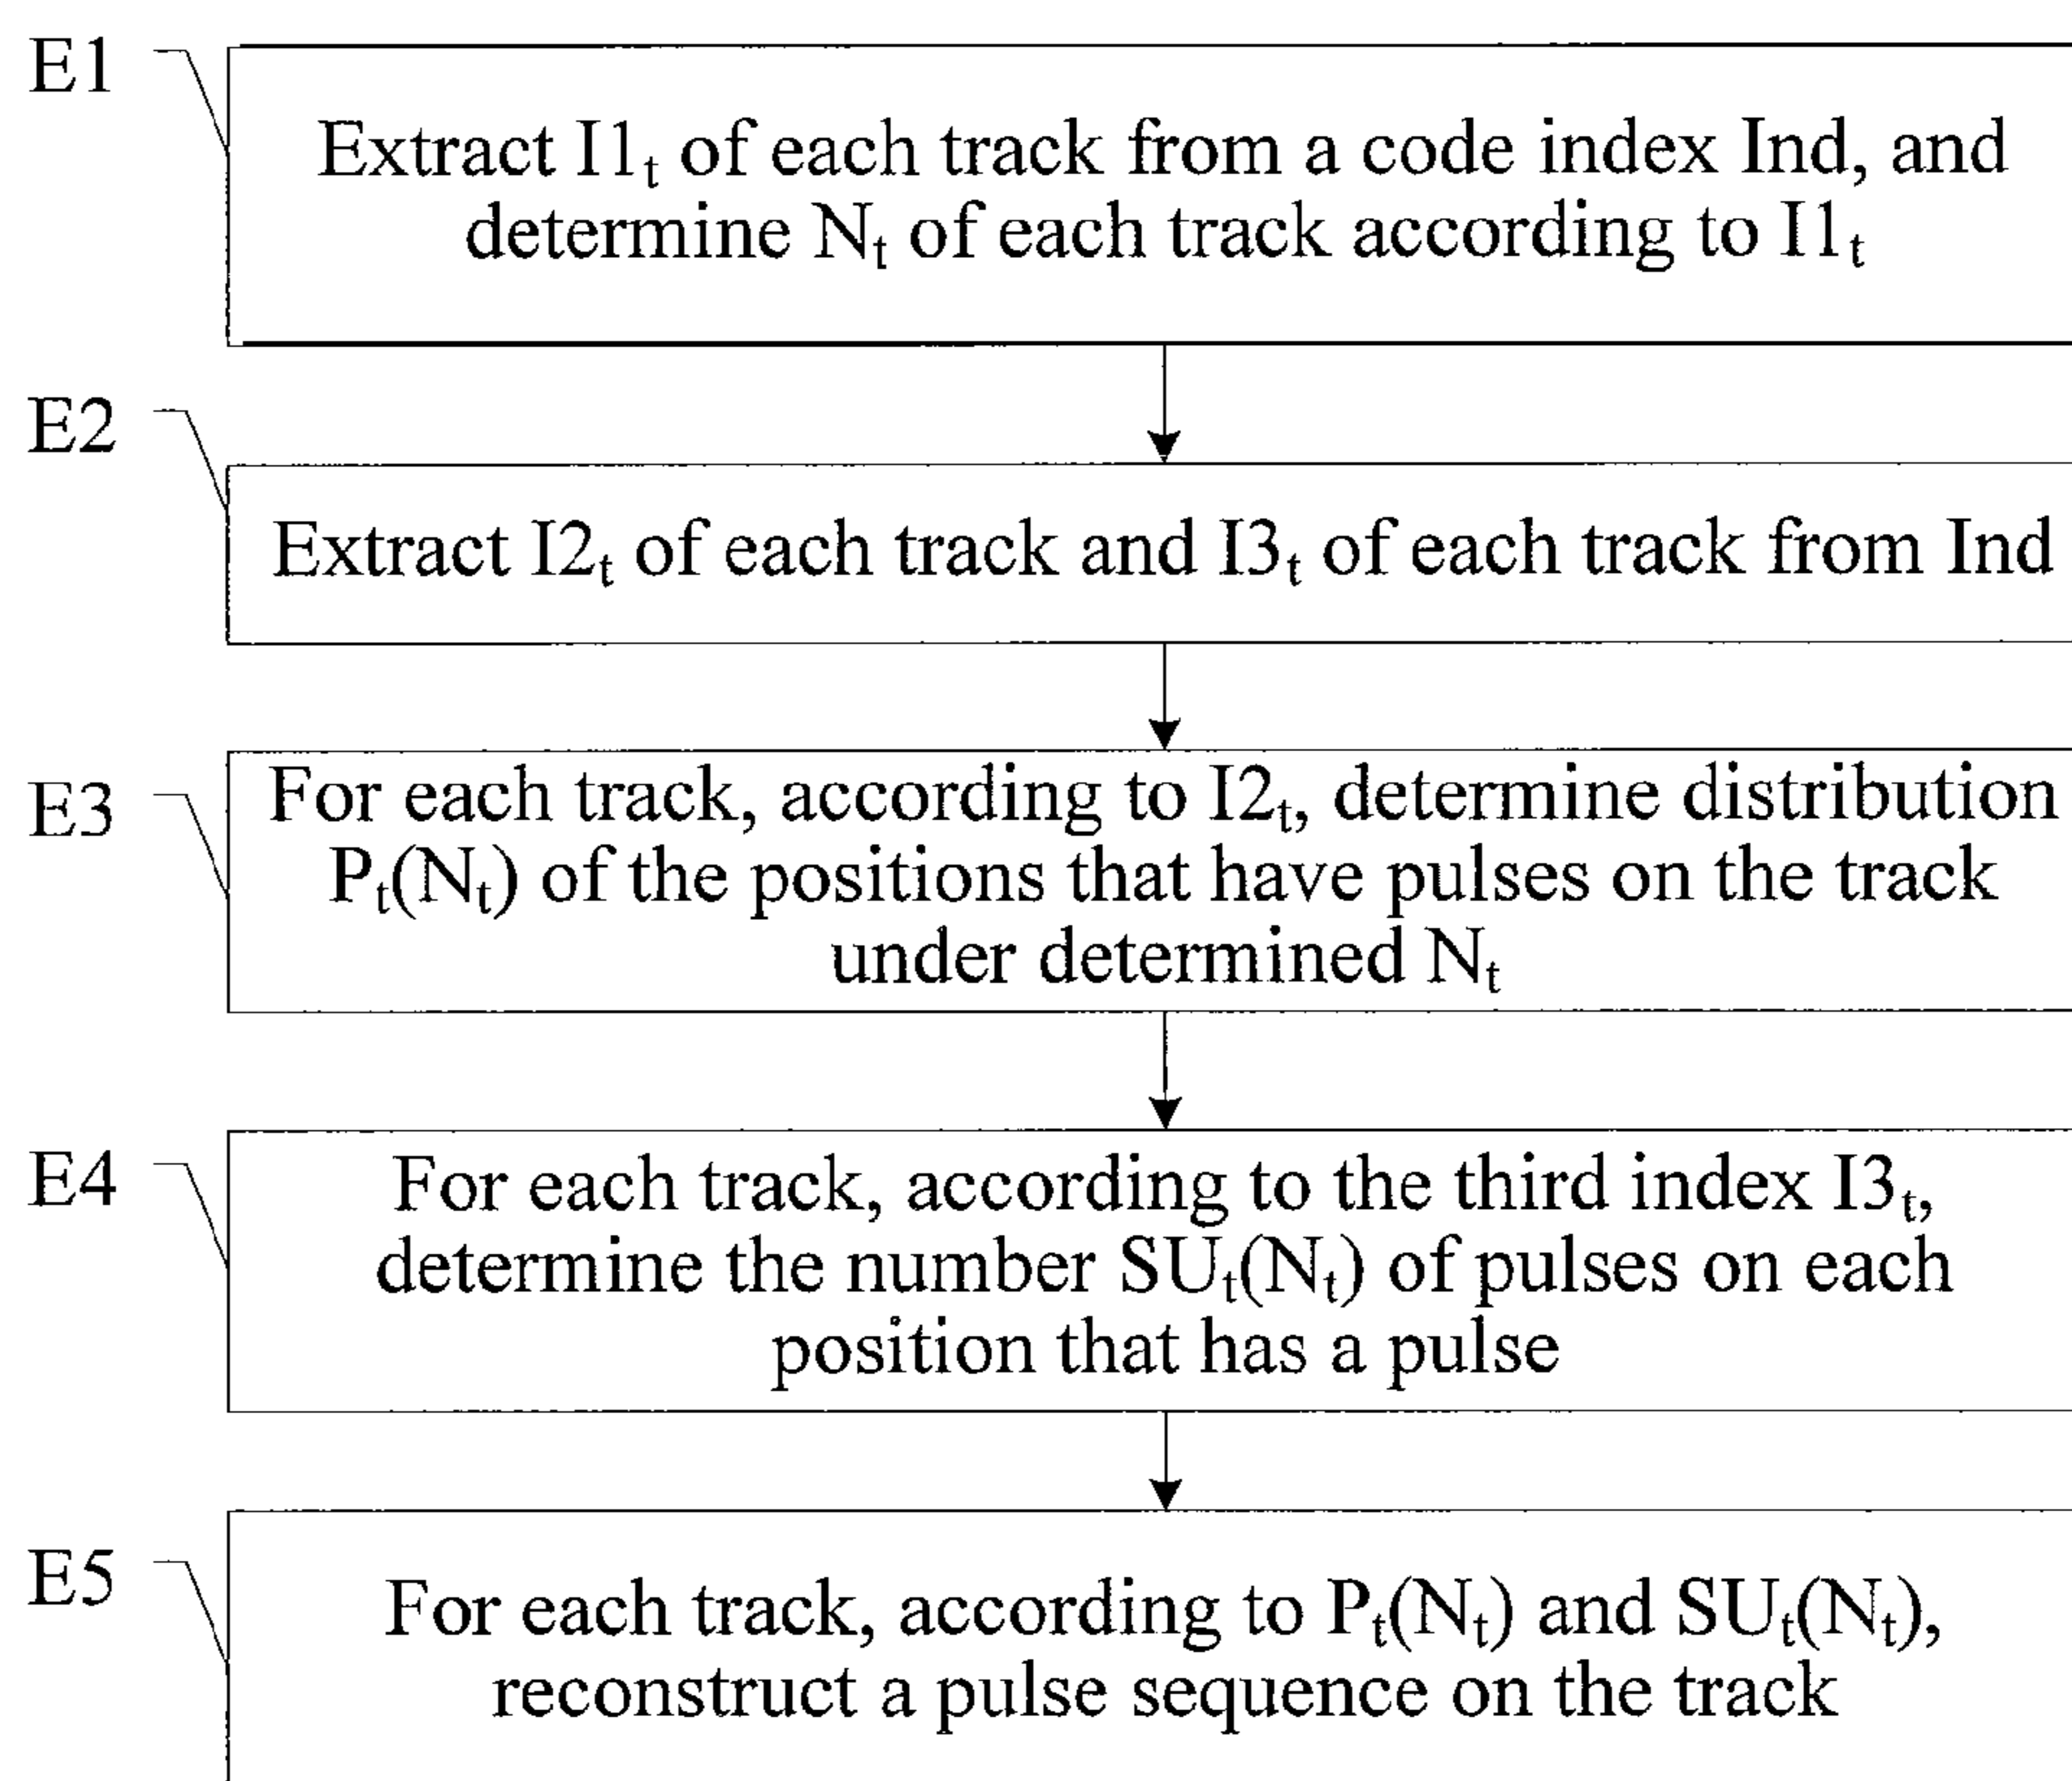 E1
Extract I1ₜ of each track from a code index Ind, and
determine Nₜ of each track according to I1ₜ
E2
Extract I2ₜ of each track and I3ₜ of each track from Ind
E3
For each track, according to I2ₜ, determine distribution
Pₜ(Nₜ) of the positions that have pulses on the track
under determined Nₜ
E4
For each track, according to the third index I3ₜ,
determine the number SUₜ(Nₜ) of pulses on each
position that has a pulse
E5
For each track, according to Pₜ(Nₜ) and SUₜ(Nₜ),
reconstruct a pulse sequence on the track